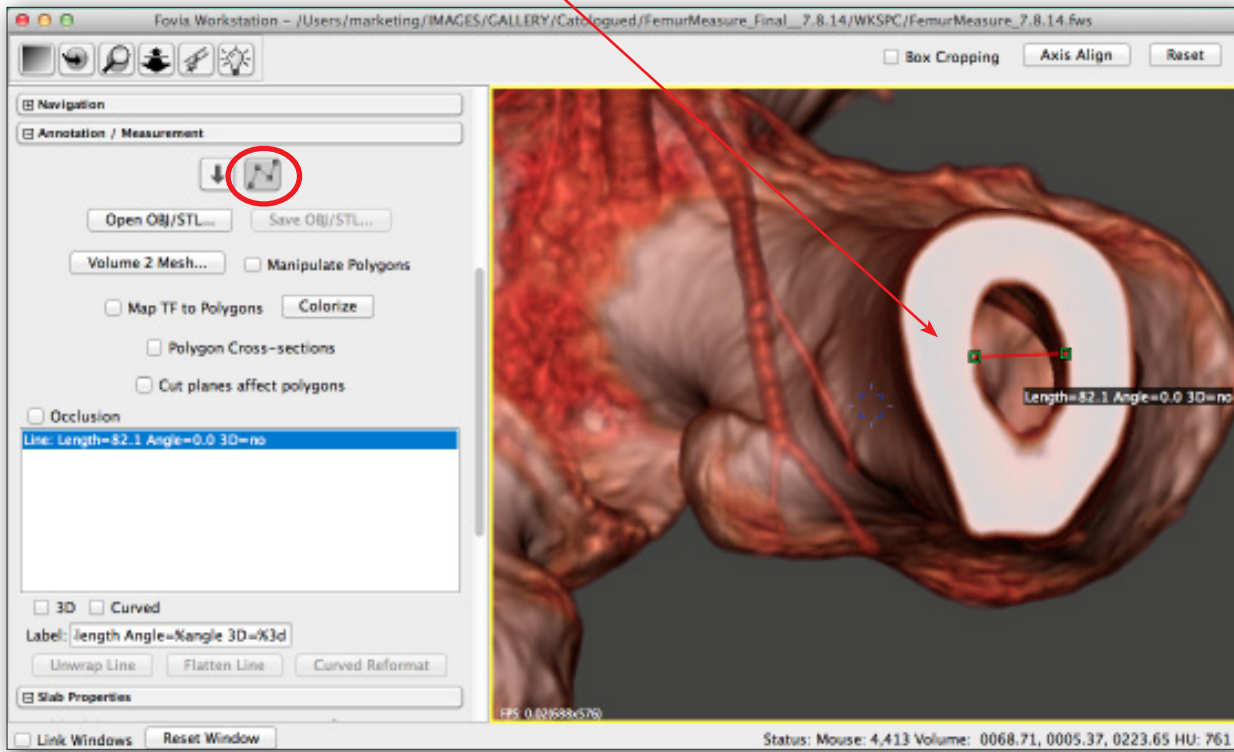 Fovia Workstation – /Users/marketing/IMAGES/GALLERY/Catologued/FemurMeasure_Final__7.8.14/WKSPC/FemurMeasure_7.8.14.fws
Box Cropping Axis Align Reset
Navigation
Annotation / Measurement
Open OBJ/STL... Save OBJ/STL...
Volume 2 Mesh... Manipulate Polygons
Map TF to Polygons Colorize
Polygon Cross-sections
Cut planes affect polygons
Occlusion
Line: Length=82.1 Angle=0.0 3D=no
3D Curved
Label: length Angle=%angle 3D=%3d
Unwrap Line Flatten Line Curved Reformat
Slab Properties
Length=82.1 Angle=0.0 3D=no
FPS: 0.02(688x576)
Link Windows Reset Window
Status: Mouse: 4,413 Volume: 0068.71, 0005.37, 0223.65 HU: 761